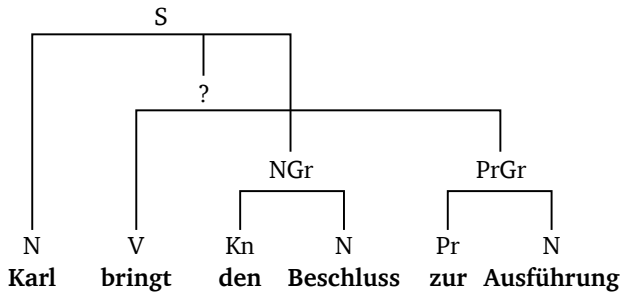 S
?
NGr PrGr
N V Kn N Pr N
Karl bringt den Beschluss zur Ausführung